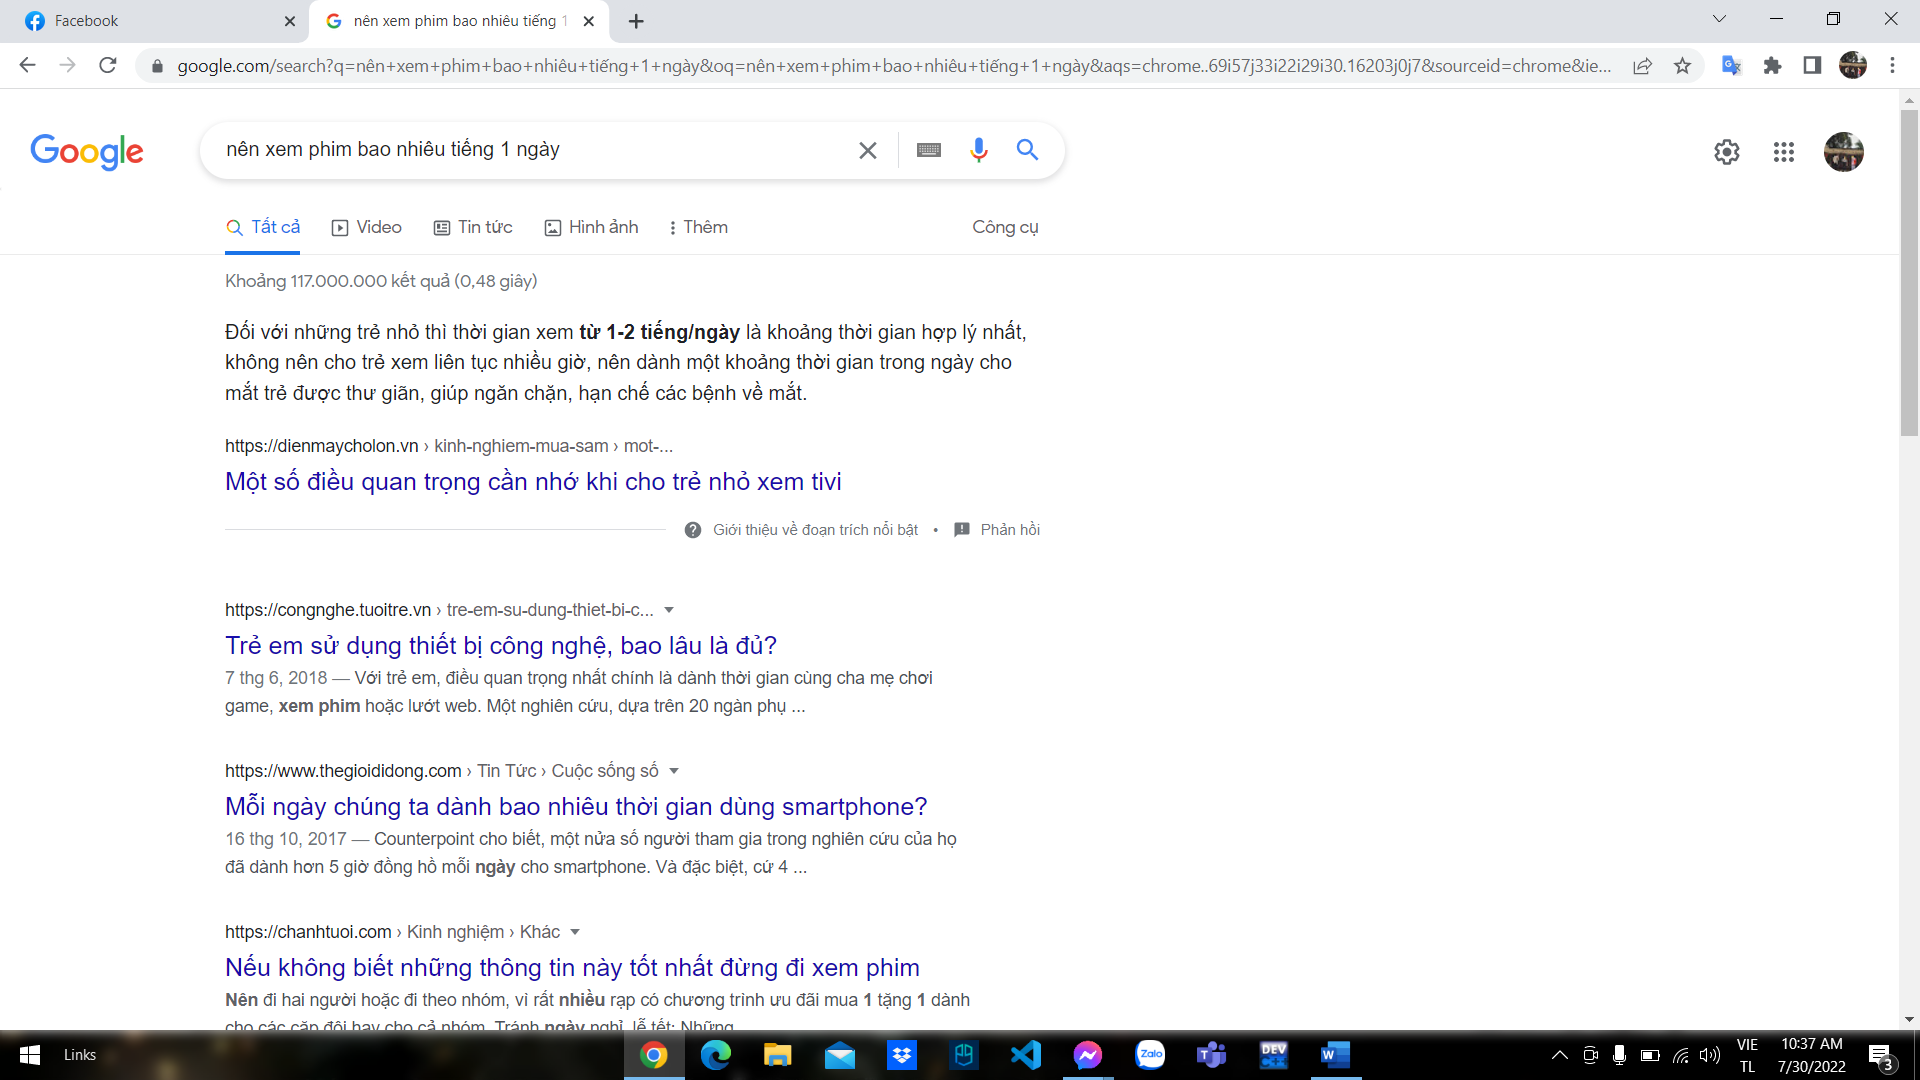 Facebook
nên xem phim bao nhiêu tiếng 1
google.com/search?q=nên+xem+phim+bao+nhiêu+tiếng+1+ngày&oq=nên+xem+phim+bao+nhiêu+tiếng+1+ngày&aqs=chrome..69i57j33i22i29i30.16203j0j7&sourceid=chrome&ie...
Google
nên xem phim bao nhiêu tiếng 1 ngày
Tất cả Video Tin tức Hình ảnh Thêm Công cụ
Khoảng 117.000.000 kết quả (0,48 giây)
Đối với những trẻ nhỏ thì thời gian xem từ 1-2 tiếng/ngày là khoảng thời gian hợp lý nhất,
không nên cho trẻ xem liên tục nhiều giờ, nên dành một khoảng thời gian trong ngày cho
mắt trẻ được thư giãn, giúp ngăn chặn, hạn chế các bệnh về mắt.
https://dienmaycholon.vn › kinh-nghiem-mua-sam › mot-...
Một số điều quan trọng cần nhớ khi cho trẻ nhỏ xem tivi
Giới thiệu về đoạn trích nổi bật • Phản hồi
https://congnghe.tuoitre.vn › tre-em-su-dung-thiet-bi-c...
Trẻ em sử dụng thiết bị công nghệ, bao lâu là đủ?
7 thg 6, 2018 — Với trẻ em, điều quan trọng nhất chính là dành thời gian cùng cha mẹ chơi
game, xem phim hoặc lướt web. Một nghiên cứu, dựa trên 20 ngàn phụ ...
https://www.thegioididong.com › Tin Tức › Cuộc sống số
Mỗi ngày chúng ta dành bao nhiêu thời gian dùng smartphone?
16 thg 10, 2017 — Counterpoint cho biết, một nửa số người tham gia trong nghiên cứu của họ
đã dành hơn 5 giờ đồng hồ mỗi ngày cho smartphone. Và đặc biệt, cứ 4 ...
https://chanhtuoi.com › Kinh nghiệm › Khác
Nếu không biết những thông tin này tốt nhất đừng đi xem phim
Nên đi hai người hoặc đi theo nhóm, vì rất nhiều rạp có chương trình ưu đãi mua 1 tặng 1 dành
cho các cặp đôi hay cho cả nhóm. Tránh ngày nghỉ, lễ tết: Những
Links
Zalo
DEV
C++
VIE
TL
10:37 AM
7/30/2022
3